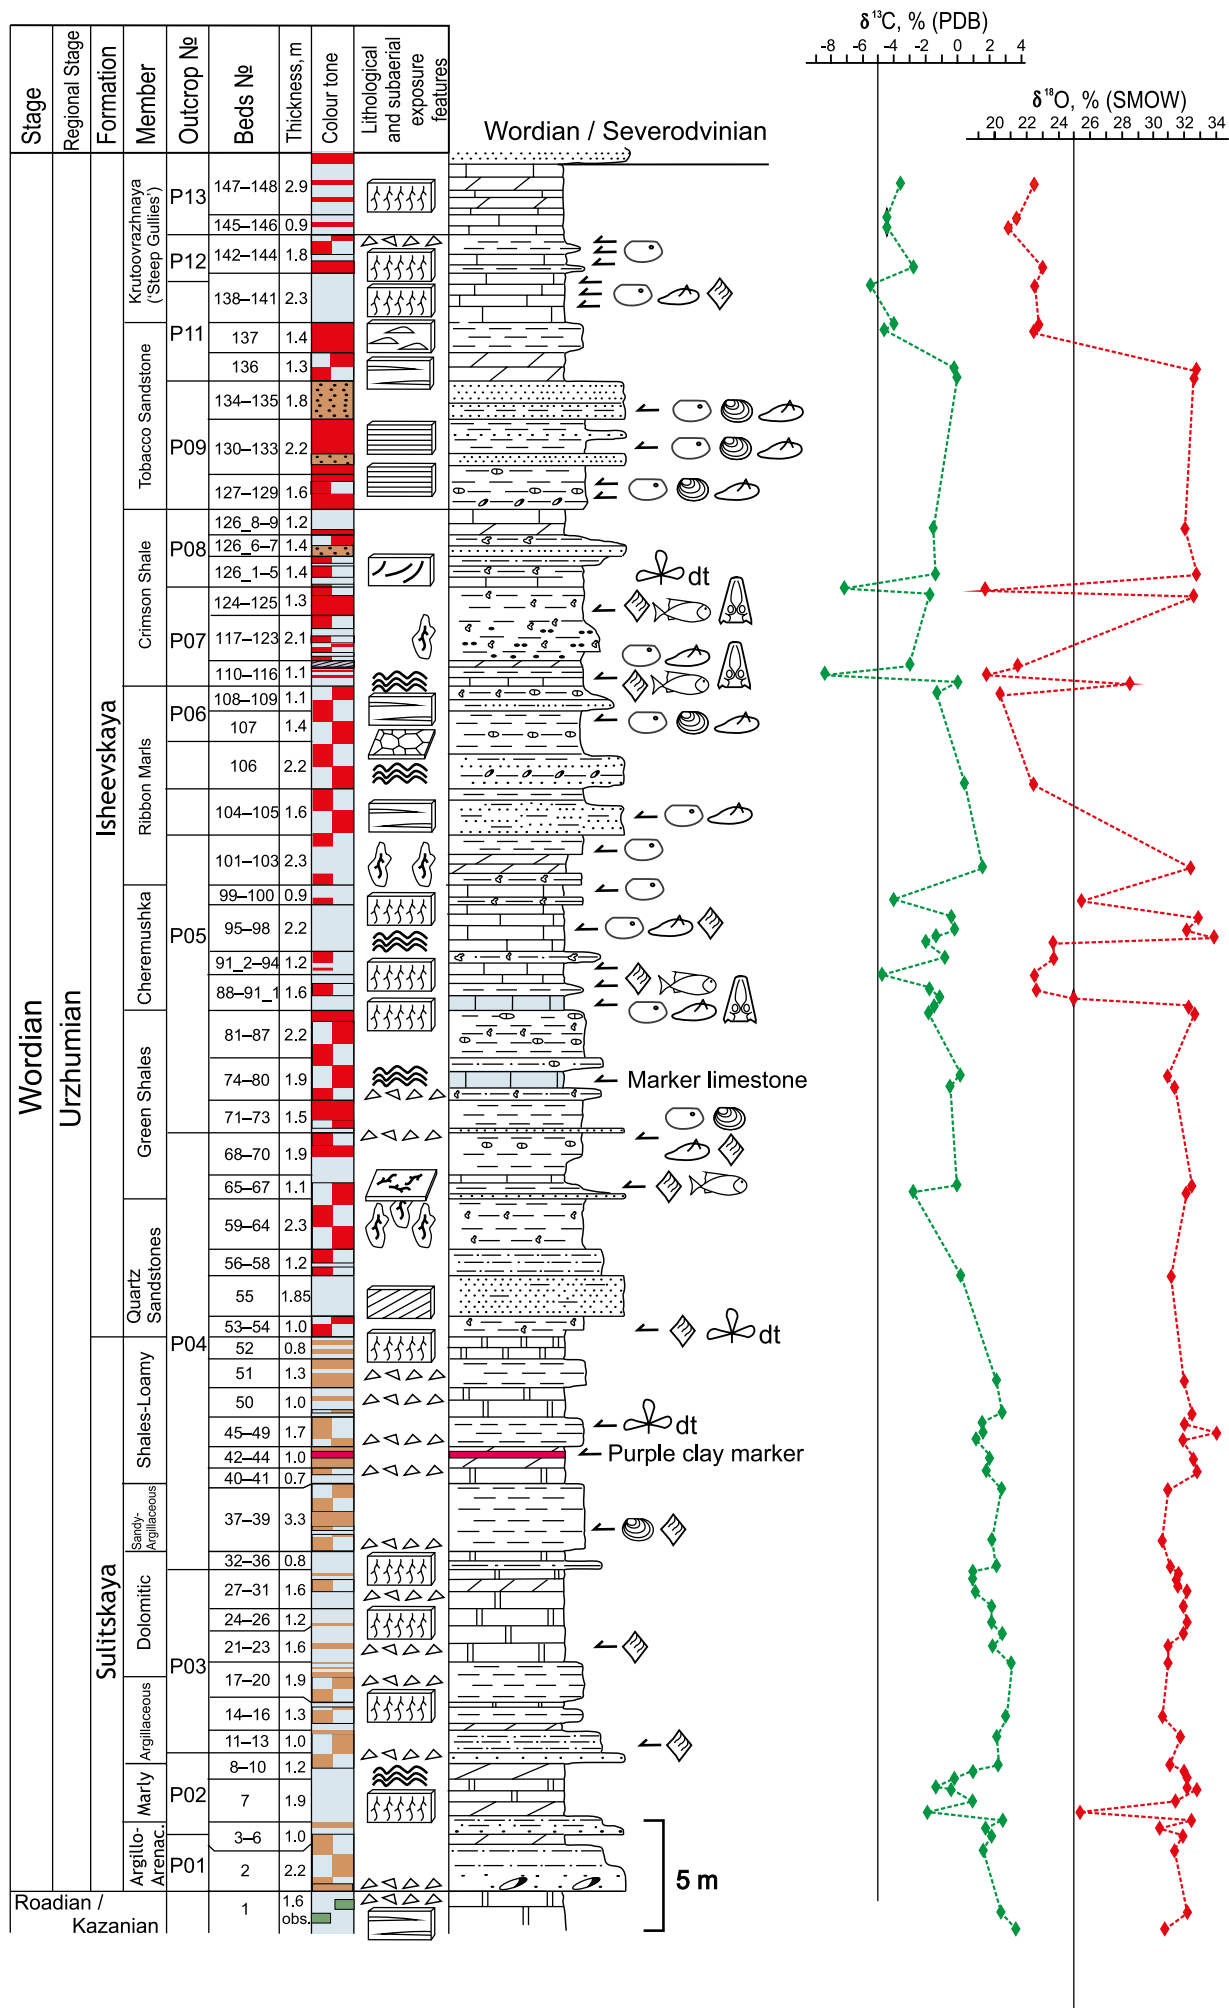 δ¹³C, % (PDB)
-8 -6 -4 -2 0 2 4
δ¹⁸O, % (SMOW)
20 22 24 26 28 30 32 34
Stage
Regional Stage
Formation
Member
Outcrop №
Beds №
Thickness, m
Colour tone
Lithological
and subaerial
exposure
features
Wordian / Severodvinian
Wordian
Urzhumian
Isheevskaya
Sulitskaya
Krutoovrazhnaya
('Steep Gullies')
Tobacco Sandstone
Crimson Shale
Ribbon Marls
Cheremushka
Green Shales
Quartz
Sandstones
Shales-Loamy
Sandy-
Argillaceous
Dolomitic
Argillaceous
Marly
Argillo-
Arenac.
P13
P12
P11
P09
P08
P07
P06
P05
P04
P03
P02
P01
147–148 2.9
145–146 0.9
142–144 1.8
138–141 2.3
137 1.4
136 1.3
134–135 1.8
130–133 2.2
127–129 1.6
126_8–9 1.2
126_6–7 1.4
126_1–5 1.4
dt
124–125 1.3
117–123 2.1
110–116 1.1
108–109 1.1
107 1.4
106 2.2
104–105 1.6
101–103 2.3
99–100 0.9
95–98 2.2
91_2–94 1.2
88–91_1 1.6
81–87 2.2
74–80 1.9
Marker limestone
71–73 1.5
68–70 1.9
65–67 1.1
59–64 2.3
56–58 1.2
55 1.85
53–54 1.0
dt
52 0.8
51 1.3
50 1.0
45–49 1.7
dt
42–44 1.0
Purple clay marker
40–41 0.7
37–39 3.3
32–36 0.8
27–31 1.6
24–26 1.2
21–23 1.6
17–20 1.9
14–16 1.3
11–13 1.0
8–10 1.2
7 1.9
3–6 1.0
2 2.2
5 m
Roadian /
Kazanian
1 1.6
obs.